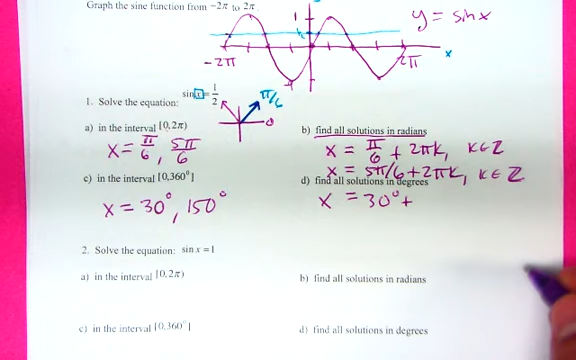 Graph the sine function from −2π to 2π.
y = sin x
1
½
−2π
2π
x
1. Solve the equation: sin x = 1/2
π/6
0
a) in the interval [0,2π)
x = π/6, 5π/6
b) find all solutions in radians
x = π/6 + 2πk, k∈Z
x = 5π/6 + 2πk, k∈Z
c) in the interval [0,360°]
x = 30°, 150°
d) find all solutions in degrees
x = 30° +
2. Solve the equation: sin x = 1
a) in the interval [0,2π)
b) find all solutions in radians
c) in the interval [0,360°]
d) find all solutions in degrees